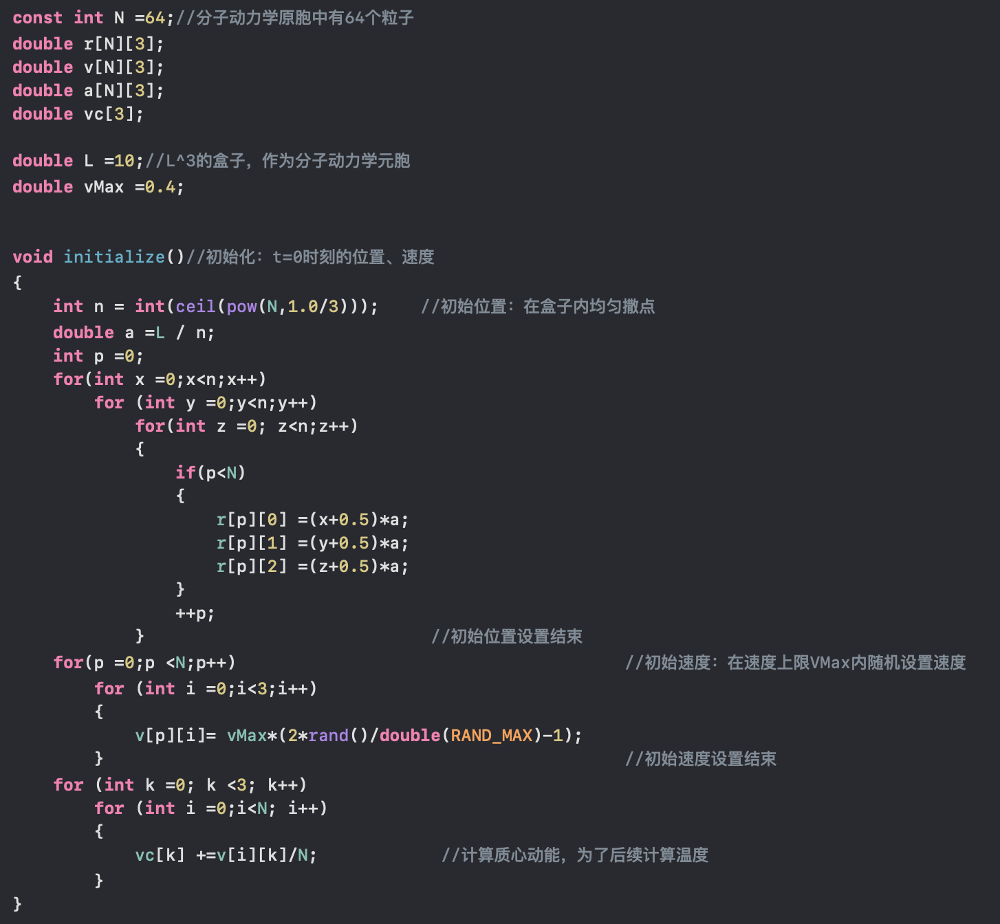 const int N =64;//分子动力学原胞中有64个粒子
double r[N][3];
double v[N][3];
double a[N][3];
double vc[3];

double L =10;//L^3的盒子，作为分子动力学元胞
double vMax =0.4;


void initialize()//初始化：t=0时刻的位置、速度
{
    int n = int(ceil(pow(N,1.0/3)));    //初始位置：在盒子内均匀撒点
    double a =L / n;
    int p =0;
    for(int x =0;x<n;x++)
        for (int y =0;y<n;y++)
            for(int z =0; z<n;z++)
            {
                if(p<N)
                {
                    r[p][0] =(x+0.5)*a;
                    r[p][1] =(y+0.5)*a;
                    r[p][2] =(z+0.5)*a;
                }
                ++p;
            }                            //初始位置设置结束
    for(p =0;p <N;p++)                                      //初始速度：在速度上限VMax内随机设置速度
        for (int i =0;i<3;i++)
        {
            v[p][i]= vMax*(2*rand()/double(RAND_MAX)-1);
        }                                                   //初始速度设置结束
    for (int k =0; k <3; k++)
        for (int i =0;i<N; i++)
        {
            vc[k] +=v[i][k]/N;            //计算质心动能，为了后续计算温度
        }
}